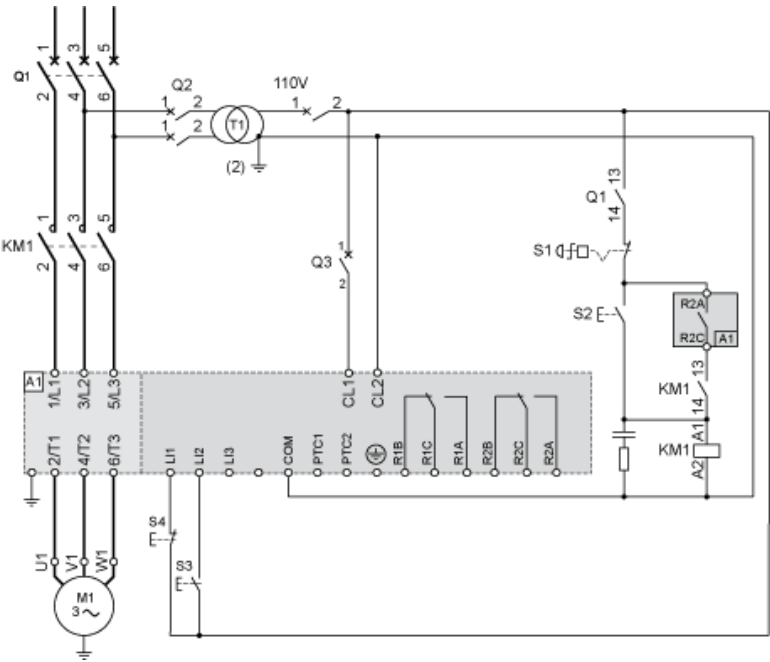 1 3 5
Q1
2 4 6
Q2
1 2
1 2
T1
(2)
110V
1 2
1 3 5
KM1
2 4 6
Q3
1
2
13
Q1
14
S1
S2
R2A
R2C
A1
13
KM1
14
A1
KM1
A2
A1
1/L1
3/L2
5/L3
CL1
CL2
2/T1
4/T2
6/T3
LI1
LI2
LI3
COM
PTC1
PTC2
R1B
R1C
R1A
R2B
R2C
R2A
S4
S3
U1
V1
W1
M1
3